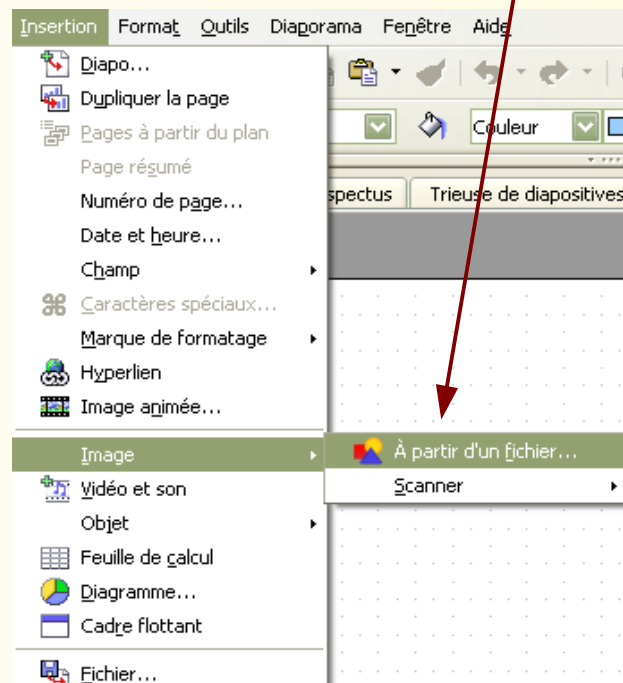 Insertion Format Outils Diaporama Fenêtre Aide
Diapo...
Dupliquer la page
Pages à partir du plan
Couleur
Page résumé
Numéro de page...
spectus Trieuse de diapositives
Date et heure...
Champ
Caractères spéciaux...
Marque de formatage
Hyperlien
Image animée...
Image
À partir d'un fichier...
Vidéo et son
Scanner
Objet
Feuille de calcul
Diagramme...
Cadre flottant
Fichier...